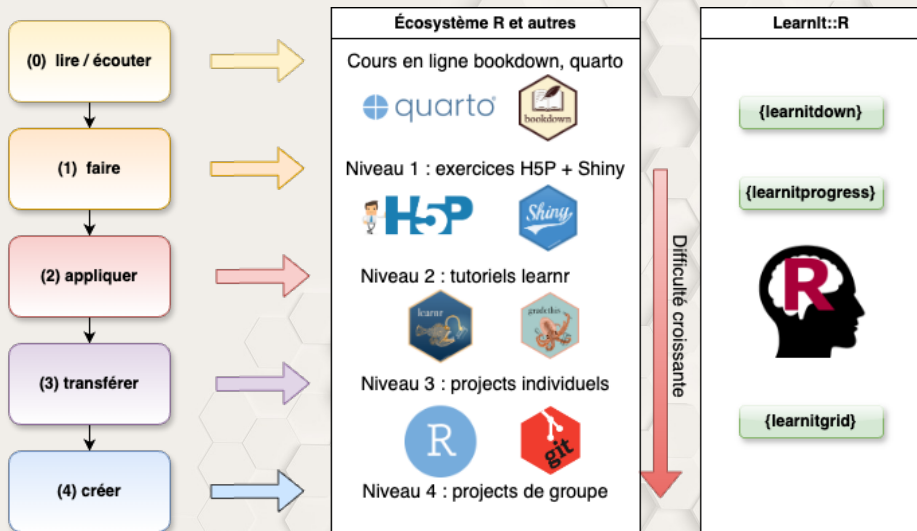 (0) lire / écouter
(1) faire
(2) appliquer
(3) transférer
(4) créer
Écosystème R et autres
Cours en ligne bookdown, quarto
quarto
bookdown
Niveau 1 : exercices H5P + Shiny
H5P
Shiny
Niveau 2 : tutoriels learnr
learnr
gradethis
Niveau 3 : projects individuels
R
git
Niveau 4 : projects de groupe
Difficulté croissante
LearnIt::R
{learnitdown}
{learnitprogress}
R
{learnitgrid}